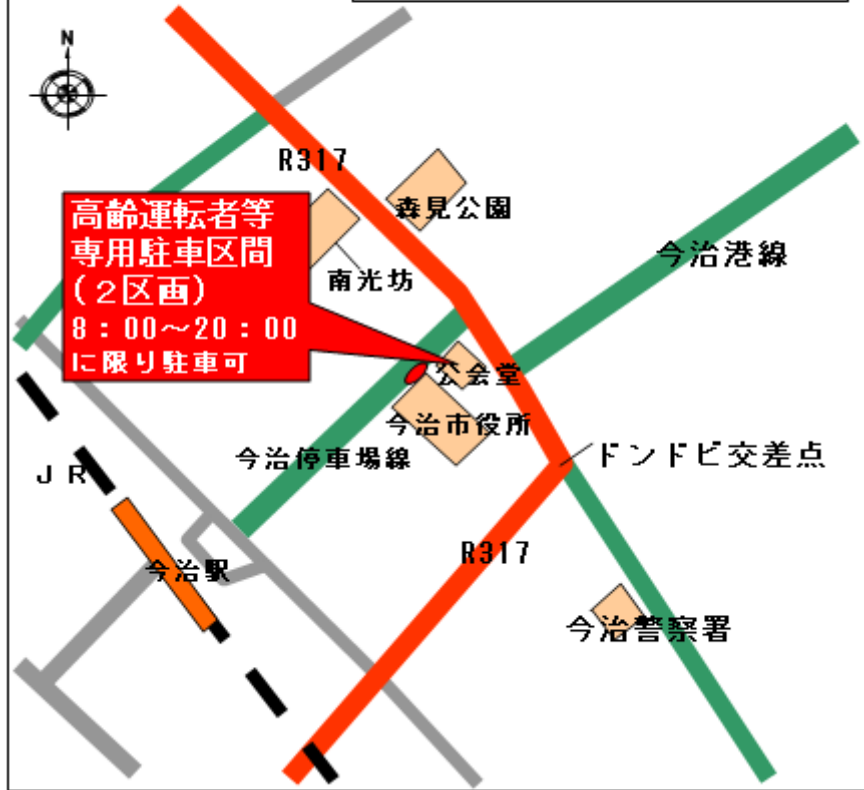 N
R317
森見公園
高齢運転者等
専用駐車区間
(2区画)
8:00～20:00
に限り駐車可
南光坊
今治港線
公会堂
今治市役所
今治停車場線
ドンドビ交差点
JR
R317
今治駅
今治警察署